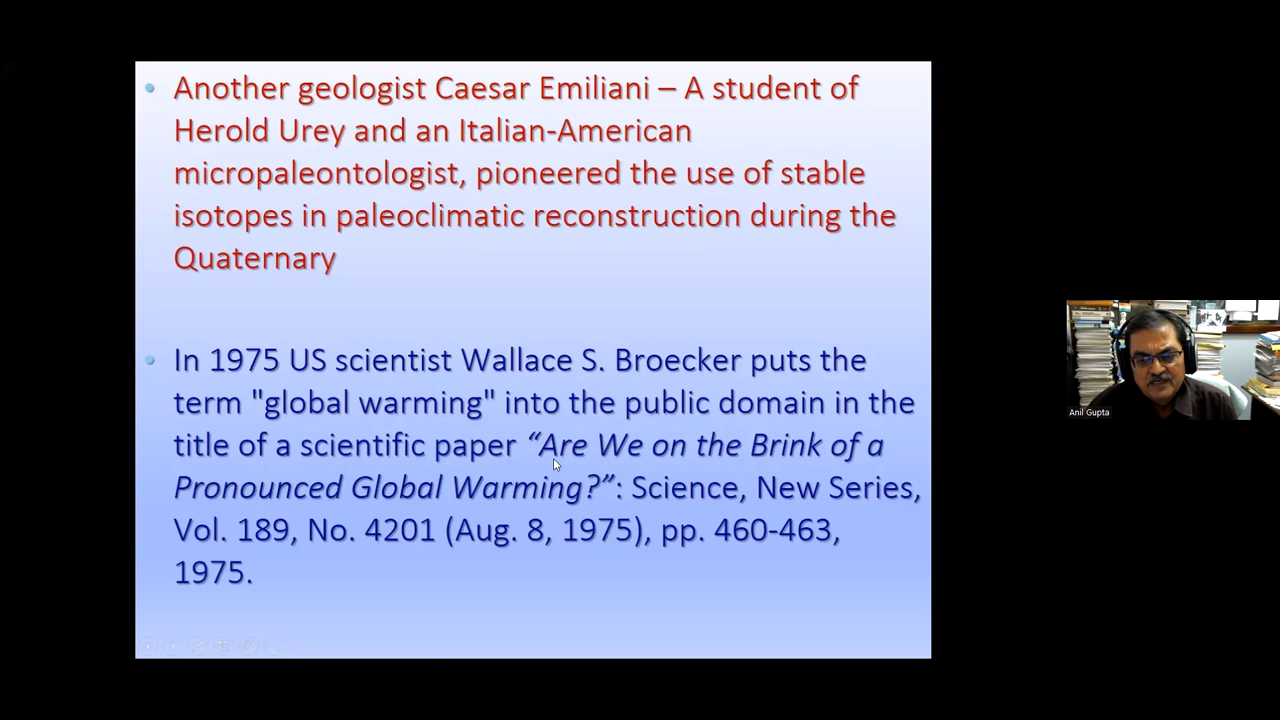 Another geologist Caesar Emiliani – A student of
Herold Urey and an Italian-American
micropaleontologist, pioneered the use of stable
isotopes in paleoclimatic reconstruction during the
Quaternary
In 1975 US scientist Wallace S. Broecker puts the
term "global warming" into the public domain in the
title of a scientific paper “Are We on the Brink of a
Pronounced Global Warming?”: Science, New Series,
Vol. 189, No. 4201 (Aug. 8, 1975), pp. 460-463,
1975.
Anil Gupta